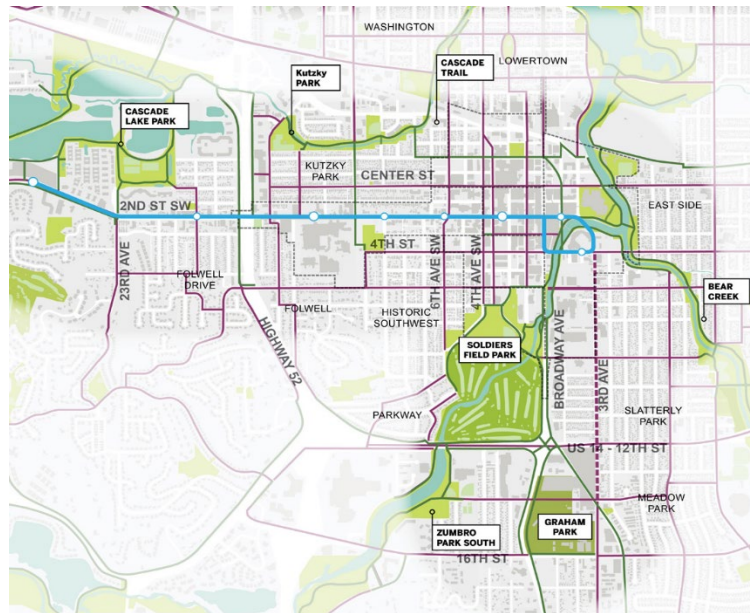 WASHINGTON
LOWERTOWN
Kutzky
PARK
CASCADE
TRAIL
CASCADE
LAKE PARK
KUTZKY
PARK
CENTER ST
2ND ST SW
EAST SIDE
4TH ST
23RD AVE
FOLWELL
DRIVE
6TH AVE SW
4TH AVE SW
BEAR
CREEK
FOLWELL
HISTORIC
SOUTHWEST
HIGHWAY 52
SOLDIERS
FIELD PARK
BROADWAY AVE
3RD AVE
PARKWAY
SLATTERLY
PARK
US 14 - 12TH ST
MEADOW
PARK
ZUMBRO
PARK SOUTH
GRAHAM
PARK
16TH ST